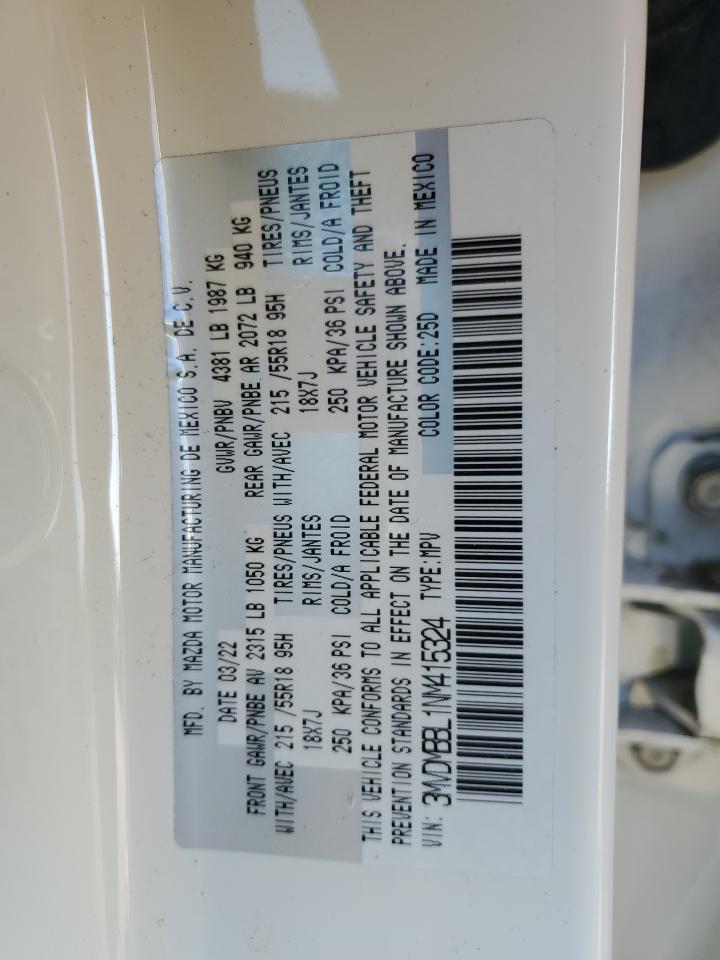 MFD. BY MAZDA MOTOR MANUFACTURING DE MEXICO S.A. DE C.V.
DATE 03/22 GVWR/PNBV 4381 LB 1987 KG
FRONT GAWR/PNBE AV 2315 LB 1050 KG REAR GAWR/PNBE AR 2072 LB 940 KG
WITH/AVEC 215 /55R18 95H TIRES/PNEUS WITH/AVEC 215 /55R18 95H TIRES/PNEUS
18X7J RIMS/JANTES 18X7J RIMS/JANTES
250 KPA/36 PSI COLD/A FROID 250 KPA/36 PSI COLD/A FROID
THIS VEHICLE CONFORMS TO ALL APPLICABLE FEDERAL MOTOR VEHICLE SAFETY AND THEFT
PREVENTION STANDARDS IN EFFECT ON THE DATE OF MANUFACTURE SHOWN ABOVE.
VIN: 3MVDMBBL1NM415324 TYPE:MPV COLOR CODE:25D MADE IN MEXICO